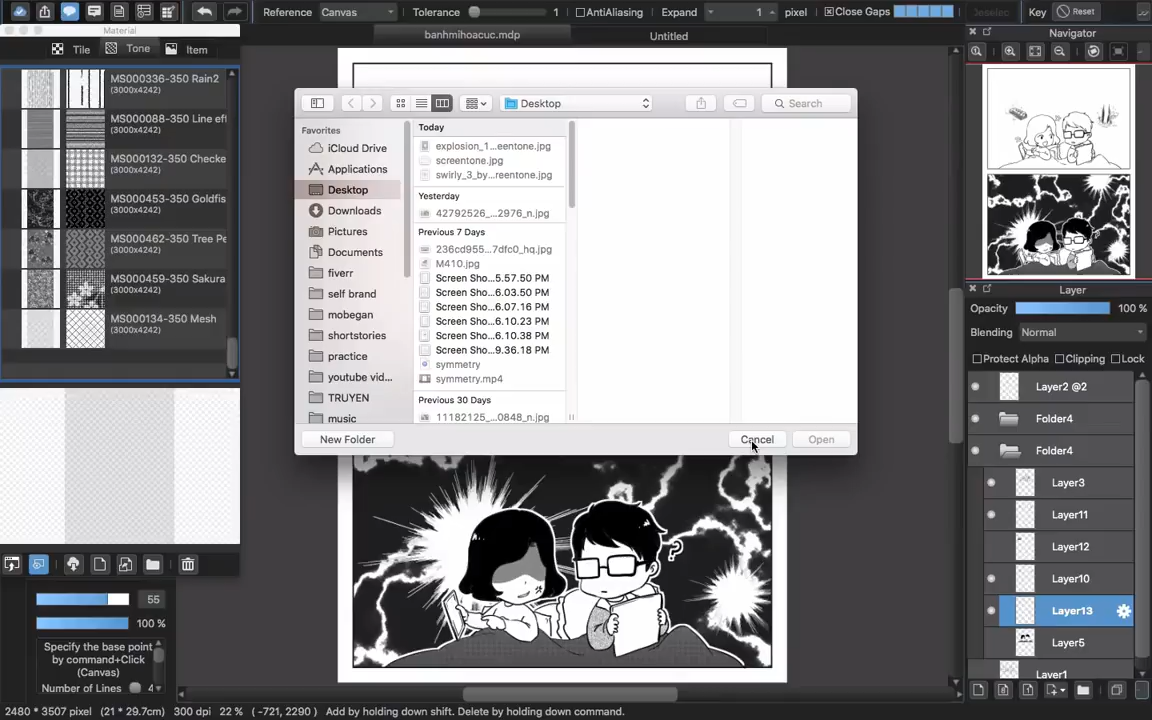 Reference Canvas Tolerance 1 AntiAliasing Expand 1 pixel Close Gaps Deselec Key Reset
Material
Tile Tone Item
MS000336-350 Rain2
(3000x4242)
MS000088-350 Line eff
(3000x4242)
MS000132-350 Checke
(3000x4242)
MS000453-350 Goldfis
(3000x4242)
MS000462-350 Tree Pe
(3000x4242)
MS000459-350 Sakura
(3000x4242)
MS000134-350 Mesh
(3000x4242)
55
100 %
Specify the base point
by command+Click
(Canvas)
Number of Lines 4
banhmihoacuc.mdp Untitled
Desktop
Search
Favorites
iCloud Drive
Applications
Desktop
Downloads
Pictures
Documents
fiverr
self brand
mobegan
shortstories
practice
youtube vid...
TRUYEN
music
Today
explosion_1...eentone.jpg
screentone.jpg
swirly_3_by...reentone.jpg
Yesterday
42792526_...2976_n.jpg
Previous 7 Days
236cd955...7dfc0_hq.jpg
M410.jpg
Screen Sho...5.57.50 PM
Screen Sho...6.03.50 PM
Screen Sho...6.07.16 PM
Screen Sho...6.10.23 PM
Screen Sho...6.10.38 PM
Screen Sho...9.36.18 PM
symmetry
symmetry.mp4
Previous 30 Days
11182125_...0848_n.jpg
New Folder
Cancel
Open
?
Navigator
Layer
Opacity 100 %
Blending Normal
Protect Alpha Clipping Lock
Layer2 @2
Folder4
Folder4
Layer3
Layer11
Layer12
Layer10
Layer13
Layer5
Layer1
2480 * 3507 pixel (21 * 29.7cm) 300 dpi 22 % ( -721, 2290 ) Add by holding down shift. Delete by holding down command.